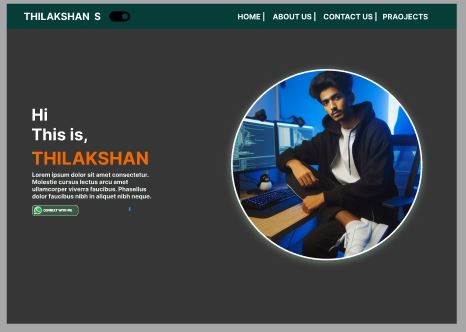 THILAKSHAN S
HOME | ABOUT US | CONTACT US | PRAOJECTS
Hi
This is,
THILAKSHAN
Lorem ipsum dolor sit amet consectetur.
Molestie cursus lectus arcu amet
ullamcorper viverra faucibus. Phasellus
dolor faucibus nibh in aliquet nibh neque.
CONNECT WITH ME